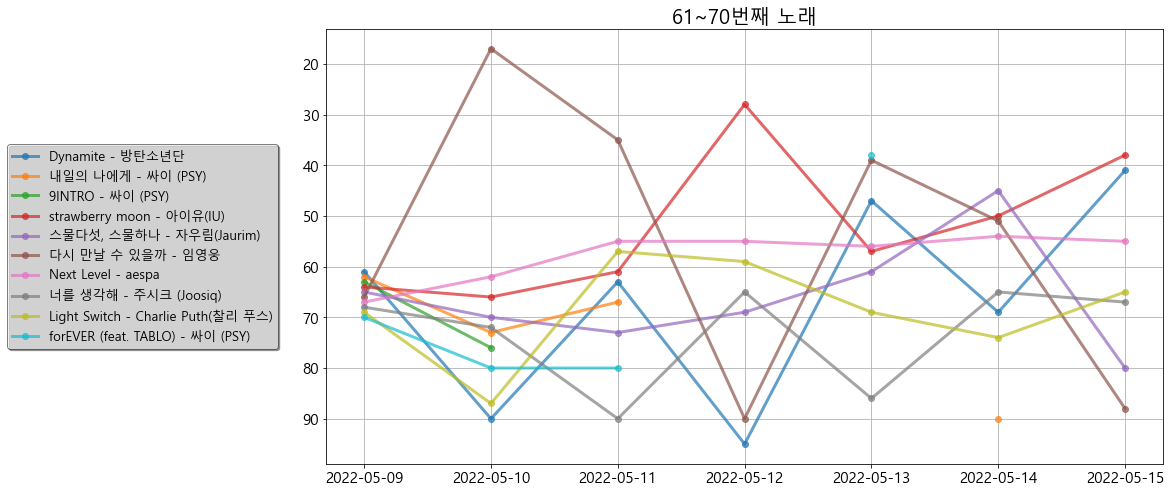 61~70번째 노래
Dynamite - 방탄소년단
내일의 나에게 - 싸이 (PSY)
9INTRO - 싸이 (PSY)
strawberry moon - 아이유(IU)
스물다섯, 스물하나 - 자우림(Jaurim)
다시 만날 수 있을까 - 임영웅
Next Level - aespa
너를 생각해 - 주시크 (Joosiq)
Light Switch - Charlie Puth(찰리 푸스)
forEVER (feat. TABLO) - 싸이 (PSY)
20
30
40
50
60
70
80
90
2022-05-09
2022-05-10
2022-05-11
2022-05-12
2022-05-13
2022-05-14
2022-05-15